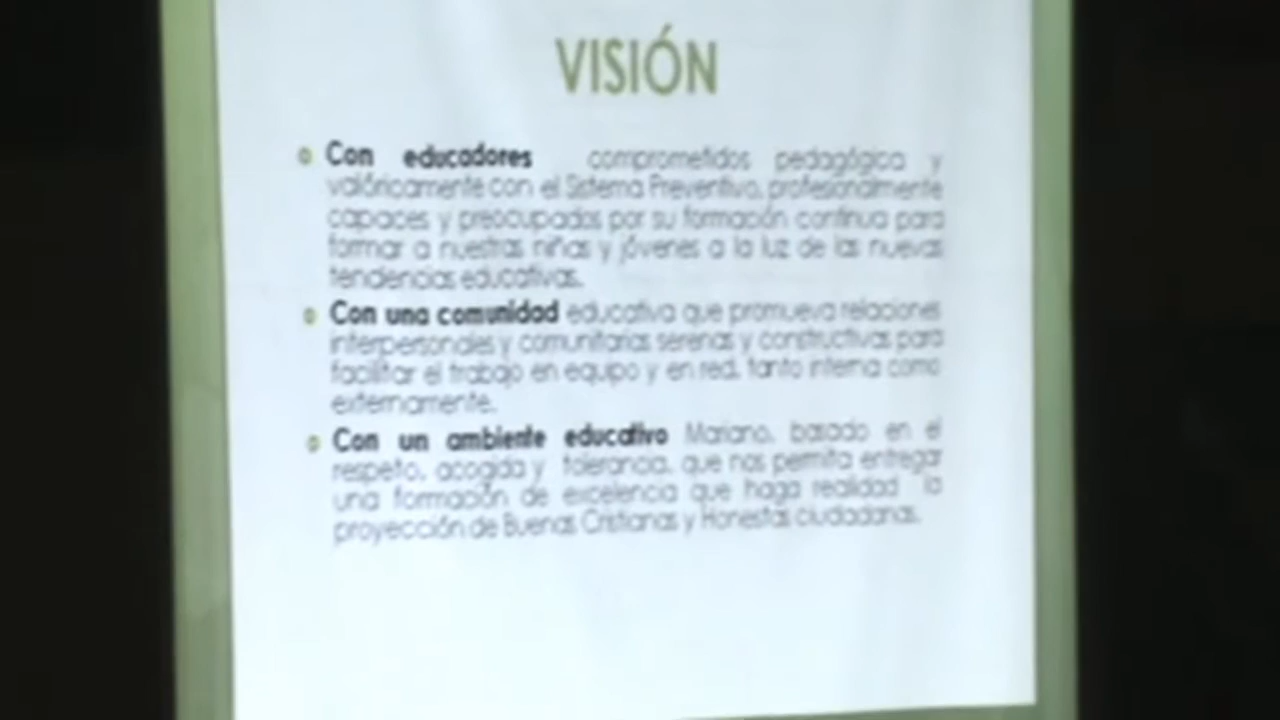 VISIÓN
Con educadores comprometidos pedagógica y
valóricamente con el Sistema Preventivo, profesionalmente
capaces y preocupados por su formación continua para
formar a nuestras niñas y jóvenes a la luz de las nuevas
tendencias educativas.
Con una comunidad educativa que promueva relaciones
interpersonales y comunitarias serenas y constructivas para
facilitar el trabajo en equipo y en red, tanto interna como
externamente.
Con un ambiente educativo Mariano, basado en el
respeto, acogida y tolerancia, que nos permita entregar
una formación de excelencia que haga realidad la
proyección de Buenas Cristianas y Honestas ciudadanas.